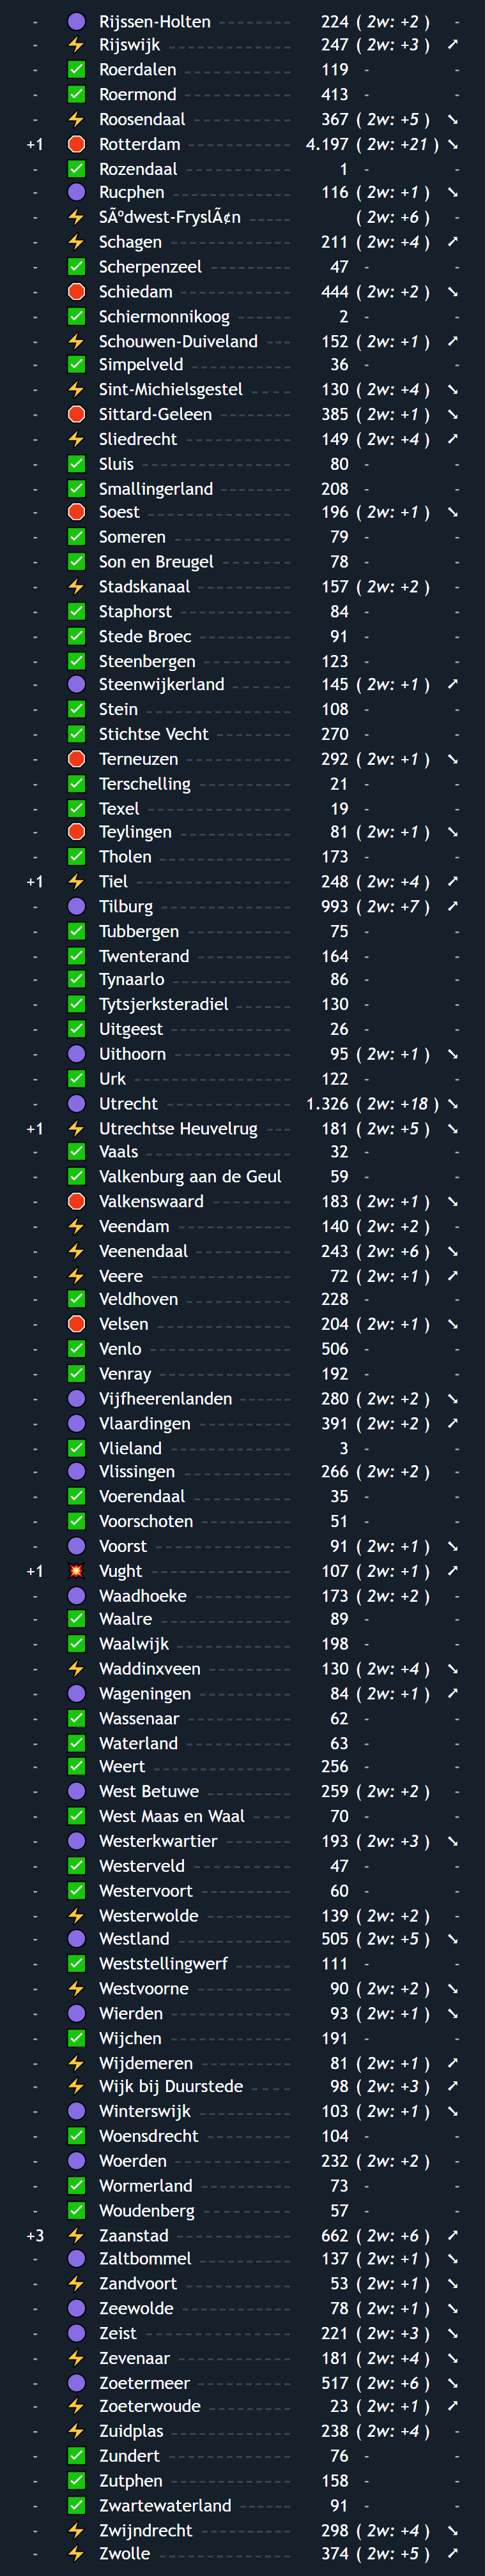 - Rijssen-Holten 224 ( 2w: +2 ) -
- Rijswijk 247 ( 2w: +3 ) ➚
- Roerdalen 119 - -
- Roermond 413 - -
- Roosendaal 367 ( 2w: +5 ) ➘
+1 Rotterdam 4.197 ( 2w: +21 ) ➘
- Rozendaal 1 - -
- Rucphen 116 ( 2w: +1 ) ➘
- SÃºdwest-FryslÃ¢n ( 2w: +6 ) -
- Schagen 211 ( 2w: +4 ) ➚
- Scherpenzeel 47 - -
- Schiedam 444 ( 2w: +2 ) ➘
- Schiermonnikoog 2 - -
- Schouwen-Duiveland 152 ( 2w: +1 ) ➚
- Simpelveld 36 - -
- Sint-Michielsgestel 130 ( 2w: +4 ) ➘
- Sittard-Geleen 385 ( 2w: +1 ) ➘
- Sliedrecht 149 ( 2w: +4 ) ➚
- Sluis 80 - -
- Smallingerland 208 - -
- Soest 196 ( 2w: +1 ) ➘
- Someren 79 - -
- Son en Breugel 78 - -
- Stadskanaal 157 ( 2w: +2 ) -
- Staphorst 84 - -
- Stede Broec 91 - -
- Steenbergen 123 - -
- Steenwijkerland 145 ( 2w: +1 ) ➚
- Stein 108 - -
- Stichtse Vecht 270 - -
- Terneuzen 292 ( 2w: +1 ) ➘
- Terschelling 21 - -
- Texel 19 - -
- Teylingen 81 ( 2w: +1 ) ➘
- Tholen 173 - -
+1 Tiel 248 ( 2w: +4 ) ➚
- Tilburg 993 ( 2w: +7 ) ➚
- Tubbergen 75 - -
- Twenterand 164 - -
- Tynaarlo 86 - -
- Tytsjerksteradiel 130 - -
- Uitgeest 26 - -
- Uithoorn 95 ( 2w: +1 ) ➘
- Urk 122 - -
- Utrecht 1.326 ( 2w: +18 ) ➘
+1 Utrechtse Heuvelrug 181 ( 2w: +5 ) ➘
- Vaals 32 - -
- Valkenburg aan de Geul 59 - -
- Valkenswaard 183 ( 2w: +1 ) ➘
- Veendam 140 ( 2w: +2 ) -
- Veenendaal 243 ( 2w: +6 ) ➘
- Veere 72 ( 2w: +1 ) ➚
- Veldhoven 228 - -
- Velsen 204 ( 2w: +1 ) ➘
- Venlo 506 - -
- Venray 192 - -
- Vijfheerenlanden 280 ( 2w: +2 ) ➘
- Vlaardingen 391 ( 2w: +2 ) ➚
- Vlieland 3 - -
- Vlissingen 266 ( 2w: +2 ) -
- Voerendaal 35 - -
- Voorschoten 51 - -
- Voorst 91 ( 2w: +1 ) ➘
+1 Vught 107 ( 2w: +1 ) ➚
- Waadhoeke 173 ( 2w: +2 ) -
- Waalre 89 - -
- Waalwijk 198 - -
- Waddinxveen 130 ( 2w: +4 ) ➘
- Wageningen 84 ( 2w: +1 ) ➚
- Wassenaar 62 - -
- Waterland 63 - -
- Weert 256 - -
- West Betuwe 259 ( 2w: +2 ) -
- West Maas en Waal 70 - -
- Westerkwartier 193 ( 2w: +3 ) ➘
- Westerveld 47 - -
- Westervoort 60 - -
- Westerwolde 139 ( 2w: +2 ) -
- Westland 505 ( 2w: +5 ) ➘
- Weststellingwerf 111 - -
- Westvoorne 90 ( 2w: +2 ) ➘
- Wierden 93 ( 2w: +1 ) ➘
- Wijchen 191 - -
- Wijdemeren 81 ( 2w: +1 ) ➚
- Wijk bij Duurstede 98 ( 2w: +3 ) ➚
- Winterswijk 103 ( 2w: +1 ) ➘
- Woensdrecht 104 - -
- Woerden 232 ( 2w: +2 ) -
- Wormerland 73 - -
- Woudenberg 57 - -
+3 Zaanstad 662 ( 2w: +6 ) ➚
- Zaltbommel 137 ( 2w: +1 ) ➘
- Zandvoort 53 ( 2w: +1 ) ➘
- Zeewolde 78 ( 2w: +1 ) ➘
- Zeist 221 ( 2w: +3 ) ➘
- Zevenaar 181 ( 2w: +4 ) ➘
- Zoetermeer 517 ( 2w: +6 ) ➘
- Zoeterwoude 23 ( 2w: +1 ) ➚
- Zuidplas 238 ( 2w: +4 ) -
- Zundert 76 - -
- Zutphen 158 - -
- Zwartewaterland 91 - -
- Zwijndrecht 298 ( 2w: +4 ) ➘
- Zwolle 374 ( 2w: +5 ) ➚